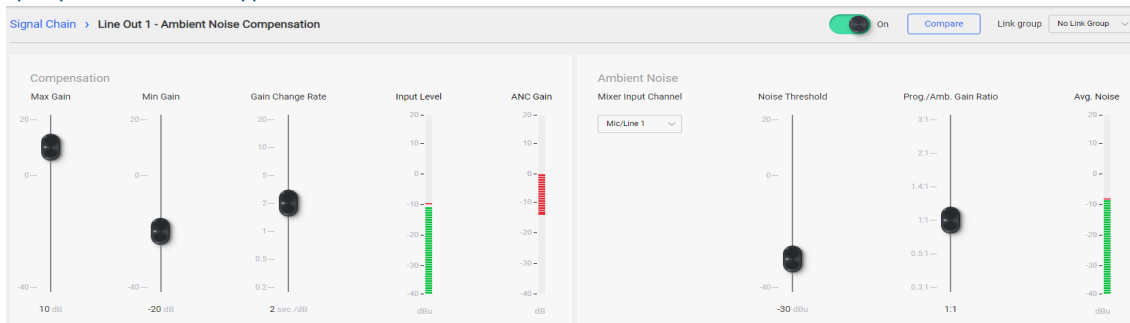 Signal Chain > Line Out 1 - Ambient Noise Compensation
On
Compare
Link group
No Link Group
Compensation
Max Gain
Min Gain
Gain Change Rate
Input Level
ANC Gain
20
0
-40
10 dB
20
0
-40
-20 dB
20
10
5
2
1
0.5
0.2
2 sec /dB
20
10
0
-10
-20
-30
-40
dBu
20
10
0
-10
-20
-30
-40
dB
Ambient Noise
Mixer Input Channel
Noise Threshold
Prog./Amb. Gain Ratio
Avg. Noise
Mic/Line 1
20
0
-40
-30 dBu
3:1
2:1
1.4:1
1:1
0.5:1
0.3:1
1:1
20
10
0
-10
-20
-30
-40
dBu